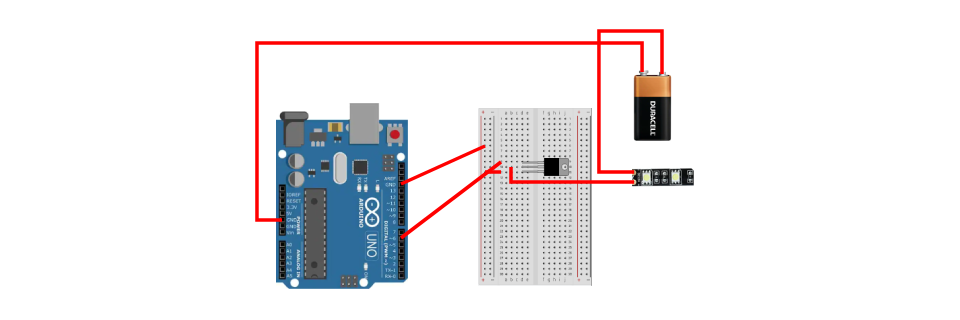 DURACELL
IOREF
RESET
3.3V
5V
GND
GND
Vin
POWER
A0
A1
A2
A3
A4
A5
ANALOG IN
ARDUINO
UNO
AREF
GND
13
12
~11
~10
~9
8
7
~6
~5
4
~3
2
TX-1
RX-0
DIGITAL (PWM ~)
TX
RX
L
a b c d e
f g h i j